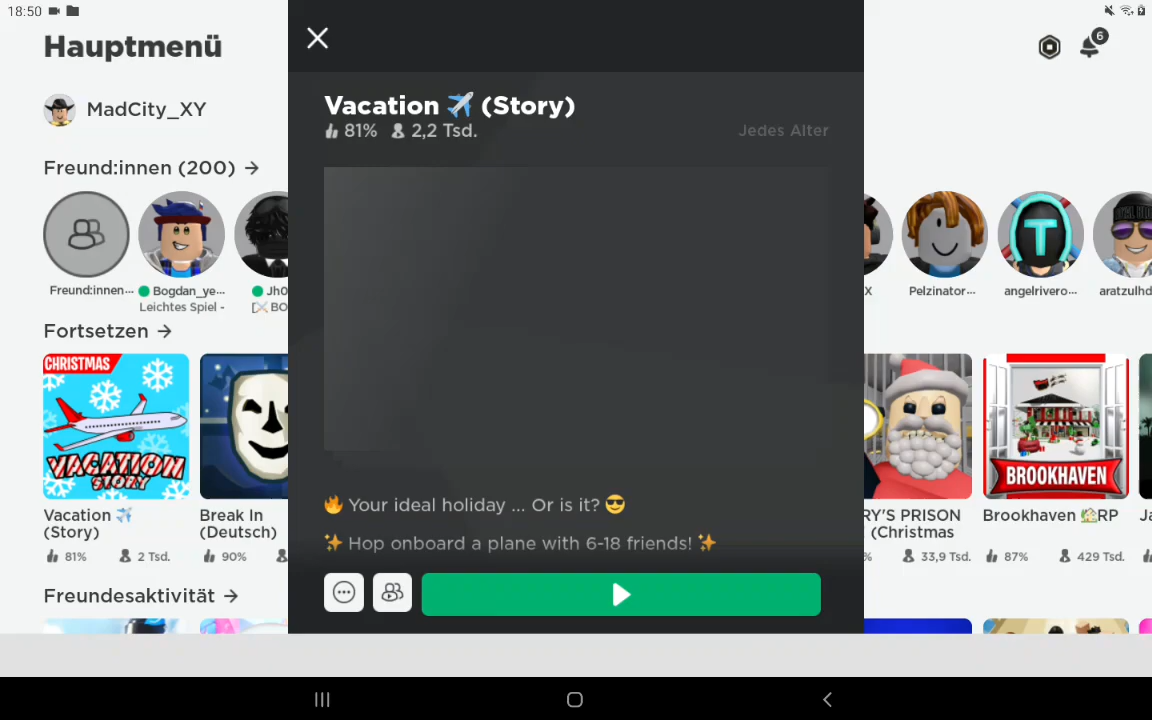 18:50
Hauptmenü
6
MadCity_XY
Freund:innen (200) →
Freund:innen...
Bogdan_ye...
Leichtes Spiel -
Pelzinator...
angelrivero...
aratzulhd
Fortsetzen →
CHRISTMAS
VACATION
STORY
Vacation ✈️
(Story)
81% 2 Tsd.
Break In
(Deutsch)
90%
Vacation ✈️ (Story)
81% 2,2 Tsd.
Jedes Alter
🔥 Your ideal holiday ... Or is it? 😎
✨ Hop onboard a plane with 6-18 friends! ✨
RY'S PRISON
(Christmas
33,9 Tsd.
T
BROOKHAVEN
Brookhaven 🏡RP
87% 429 Tsd.
Freundesaktivität →